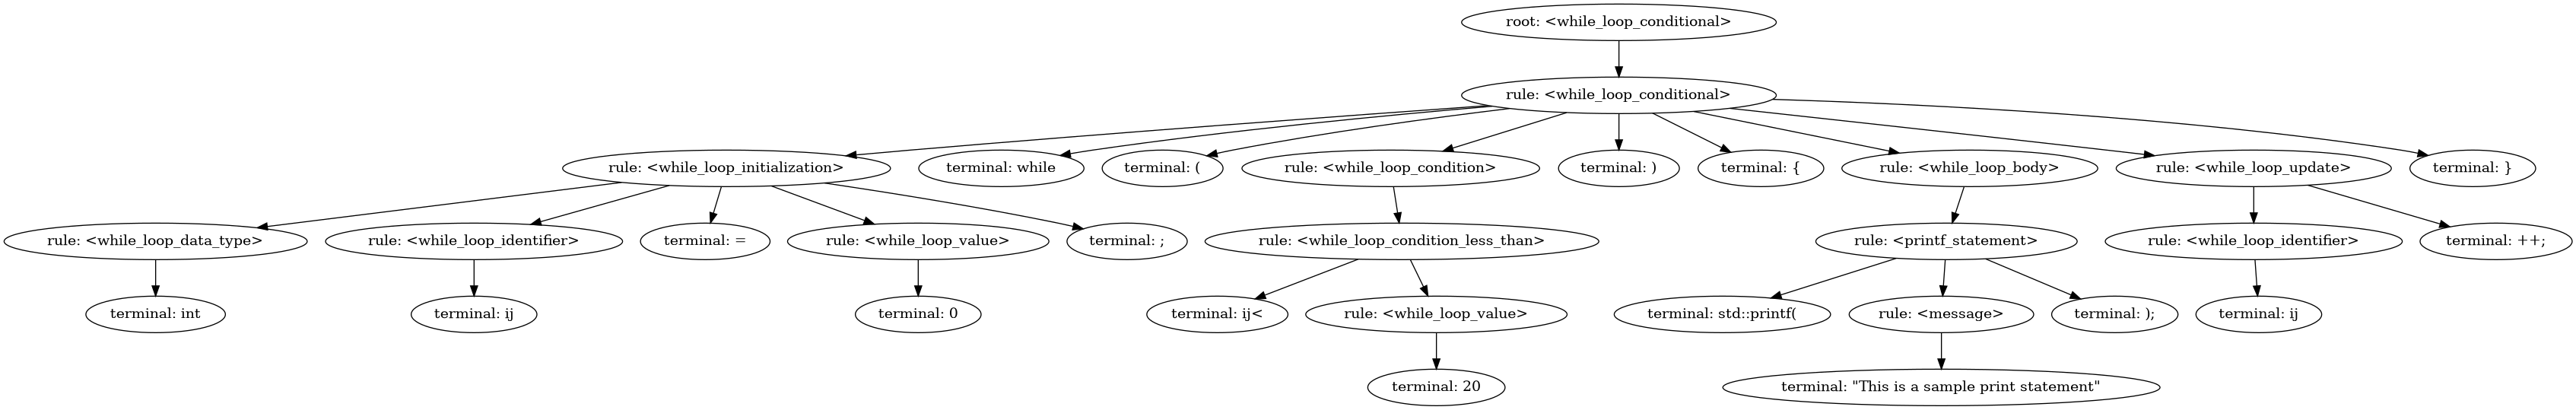 root: <while_loop_conditional>
rule: <while_loop_conditional>
rule: <while_loop_initialization>
terminal: while
terminal: (
rule: <while_loop_condition>
terminal: )
terminal: {
rule: <while_loop_body>
rule: <while_loop_update>
terminal: }
rule: <while_loop_data_type>
rule: <while_loop_identifier>
terminal: =
rule: <while_loop_value>
terminal: ;
rule: <while_loop_condition_less_than>
rule: <printf_statement>
rule: <while_loop_identifier>
terminal: ++;
terminal: int
terminal: ij
terminal: 0
terminal: ij<
rule: <while_loop_value>
terminal: std::printf(
rule: <message>
terminal: );
terminal: ij
terminal: 20
terminal: "This is a sample print statement"